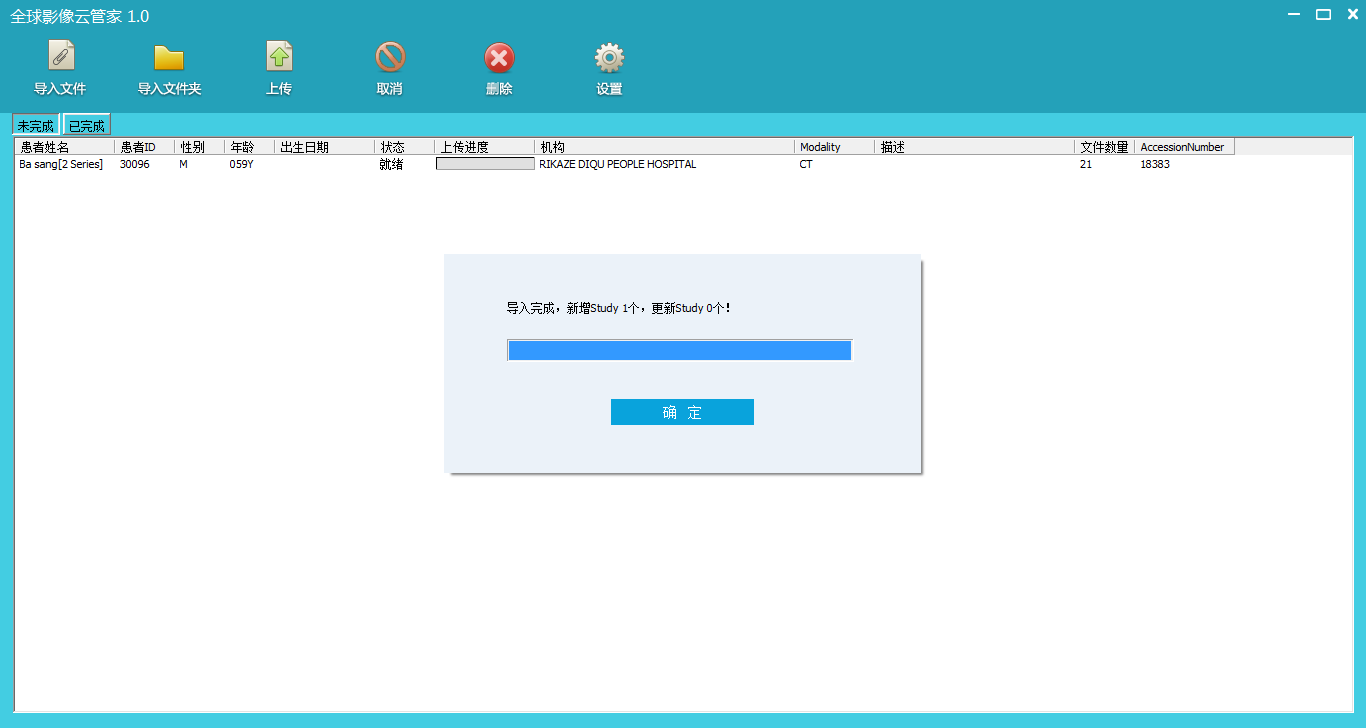 全球影像云管家 1.0
导入文件 导入文件夹 上传 取消 删除 设置
未完成 已完成
患者姓名 患者ID 性别 年龄 出生日期 状态 上传进度 机构 Modality 描述 文件数量 AccessionNumber
Ba sang[2 Series] 30096 M 059Y 就绪 RIKAZE DIQU PEOPLE HOSPITAL CT 21 18383
导入完成，新增Study 1个，更新Study 0个！
确 定